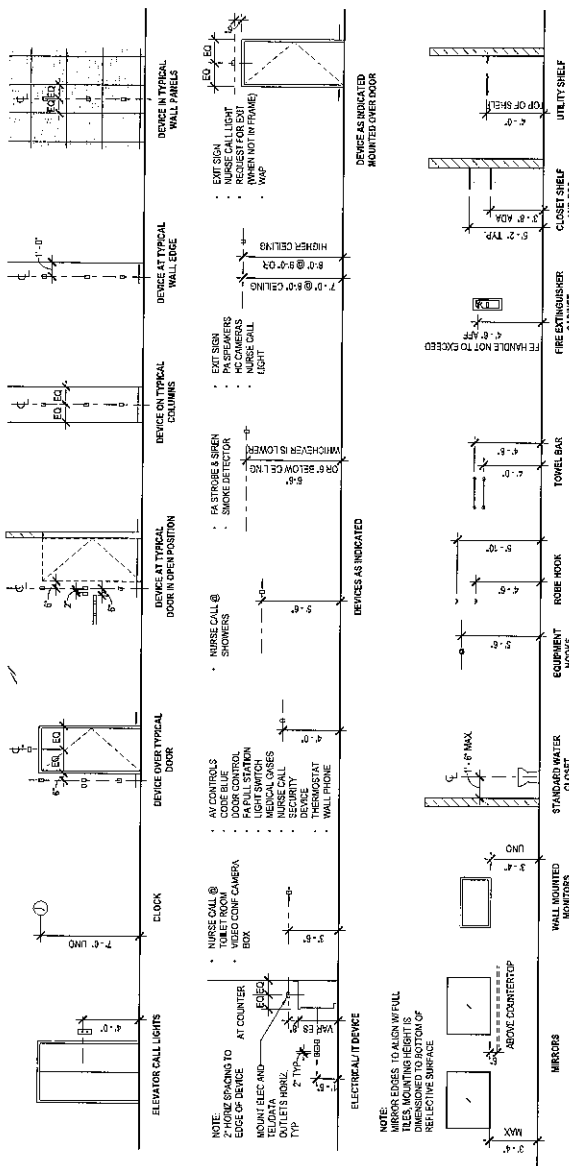 4'-0"
ELEVATOR CALL LIGHTS
7'-6" UNO
CLOCK
6"
EQ EQ
DEVICE OVER TYPICAL
DOOR
6"
2"
6"
DEVICE AT TYPICAL
DOOR IN OPEN POSITION
EQ EQ
DEVICE ON TYPICAL
COLUMNS
1'-0"
DEVICE AT TYPICAL
WALL EDGE
EQ EQ
DEVICE IN TYPICAL
WALL PANELS
NOTE:
2" HORIZ SPACING TO
EDGE OF DEVICE
MOUNT ELEC AND
TEL/DATA
OUTLETS HORIZ.
TYP
AT COUNTER
EQ EQ
2" TYP
VARIES
ELECTRICAL/IT DEVICE
• NURSE CALL @
TOILET ROOM
• VIDEO CONF CAMERA
BOX
3'-6"
• AV CONTROLS
• CODE BLUE
• DOOR CONTROL
• FA PULL STATION
• LIGHT SWITCH
• MEDICAL GASES
• NURSE CALL
• SECURITY
DEVICE
• THERMOSTAT
• WALL PHONE
4'-0"
• NURSE CALL @
SHOWERS
5'-6"
• FA STROBE & SIREN
• SMOKE DETECTOR
6'-8"
OR 6" BELOW CEILING
WHICHEVER IS LOWER
DEVICES AS INDICATED
• EXIT SIGN
• PA SPEAKERS
• HC CAMERAS
• NURSE CALL
LIGHT
7'-0" @ 8'-0" CEILING
8'-0" @ 9'-0" OR
HIGHER CEILING
• EXIT SIGN
• NURSE CALL LIGHT
• REQUEST FOR EXIT
(WHEN NOT IN FRAME)
• WAP
EQ EQ
DEVICE AS INDICATED
MOUNTED OVER DOOR
NOTE:
MIRROR EDGES TO ALIGN W/ FULL
TILES, MOUNTING HEIGHT IS
DIMENSIONED TO BOTTOM OF
REFLECTIVE SURFACE.
3'-4"
MAX
ABOVE COUNTERTOP
MIRRORS
3'-4"
UNO
WALL MOUNTED
MONITORS
1'-6" MAX.
STANDARD WATER
CLOSET
5'-6"
EQUIPMENT
HOOKS
4'-6"
5'-10"
ROBE HOOK
4'-0"
4'-6"
TOWEL BAR
FE HANDLE NOT TO EXCEED
4'-6" AFF
FIRE EXTINGUISHER
5'-2" TYP.
3'-8" ADA
CLOSET SHELF
4'-0"
TOP OF SHELF
UTILITY SHELF